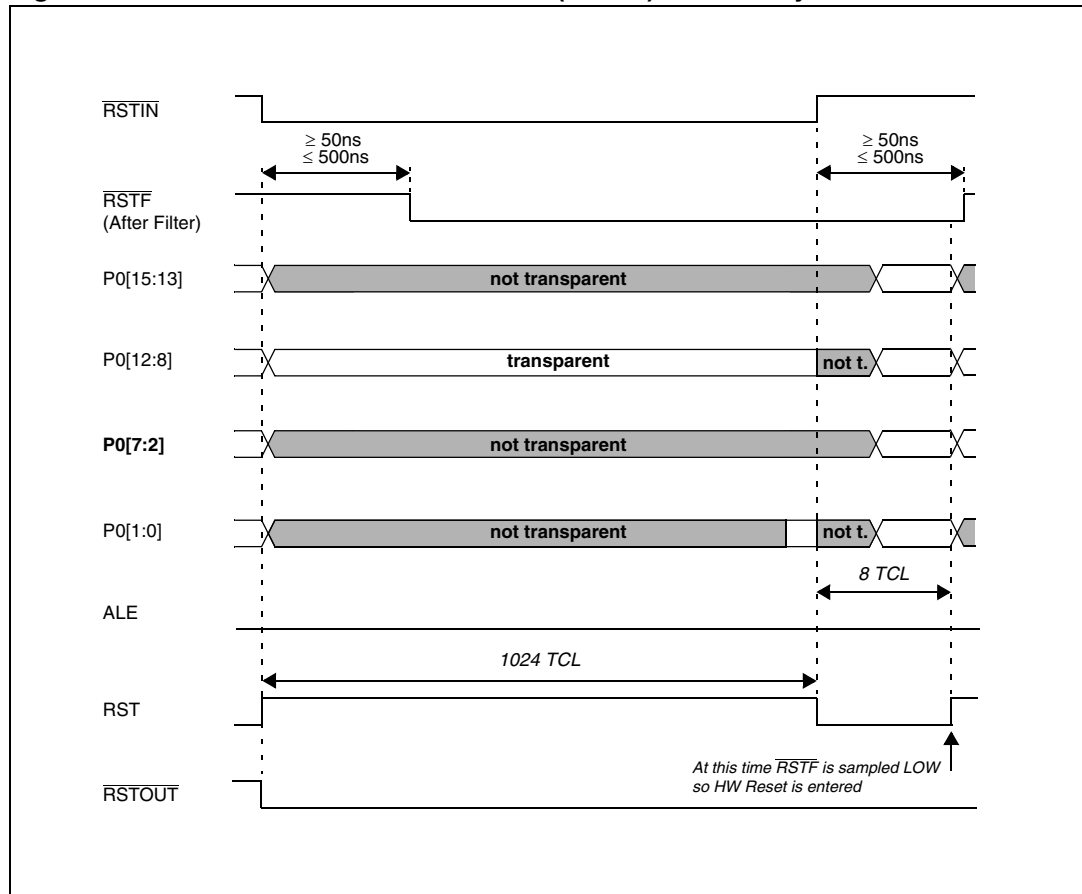 RSTIN
≥ 50ns
≤ 500ns
≥ 50ns
≤ 500ns
RSTF
(After Filter)
P0[15:13]
not transparent
P0[12:8]
transparent
not t.
P0[7:2]
not transparent
P0[1:0]
not transparent
not t.
8 TCL
ALE
1024 TCL
RST
At this time RSTF is sampled LOW
so HW Reset is entered
RSTOUT